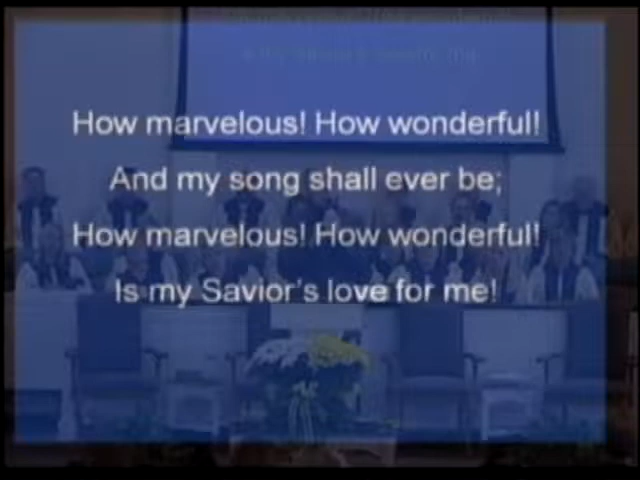 How marvelous! How wonderful!
And my song shall ever be;
How marvelous! How wonderful!
Is my Savior's love for me!